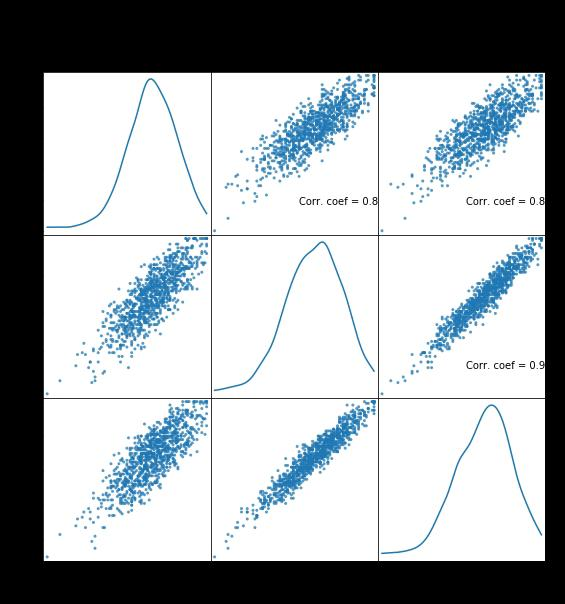 Corr. coef = 0.8
Corr. coef = 0.8
Corr. coef = 0.9